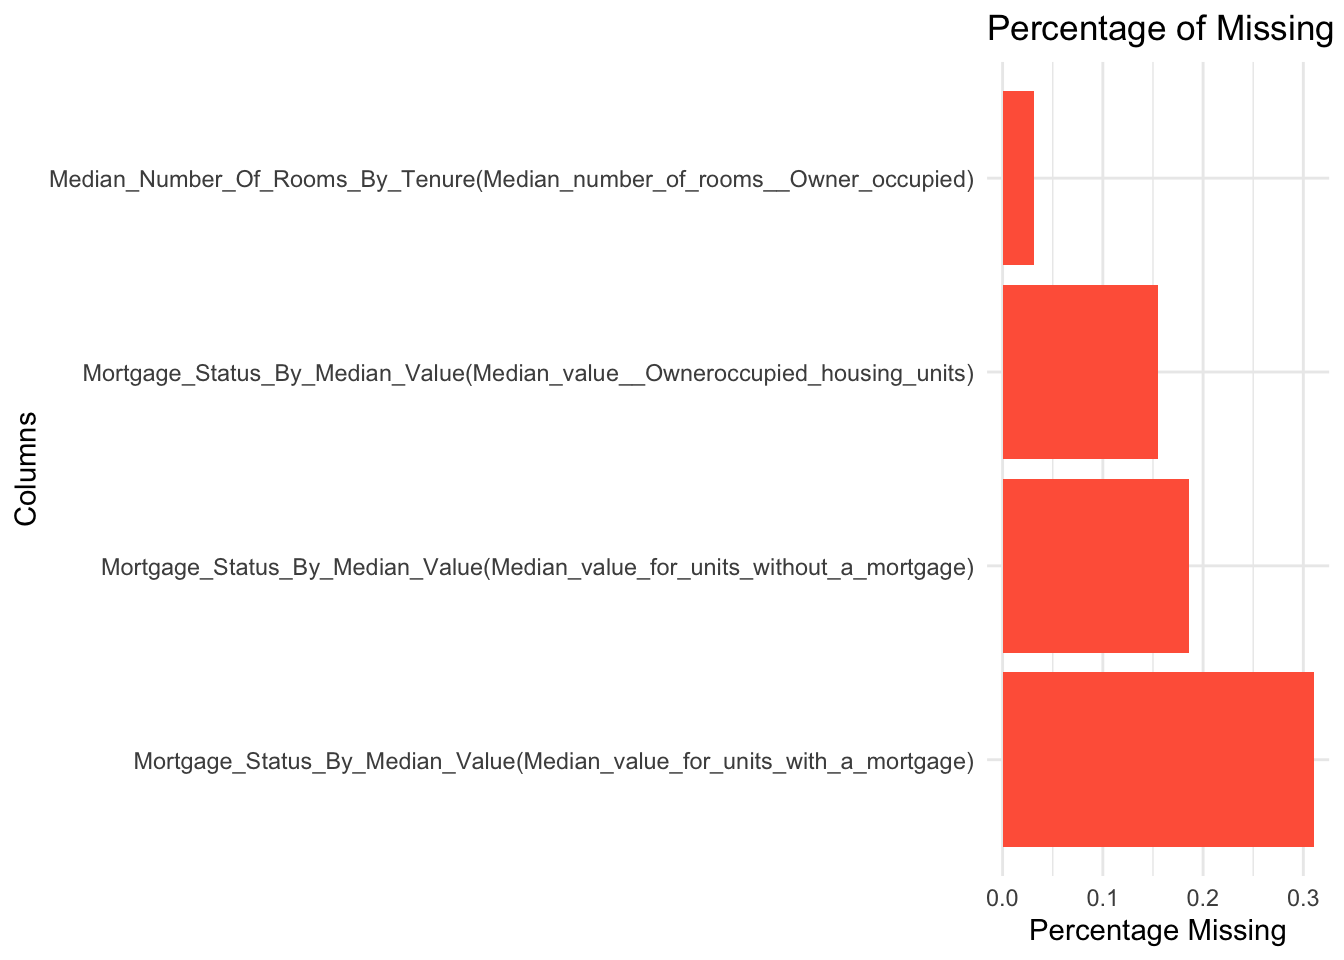 Percentage of Missing
Median_Number_Of_Rooms_By_Tenure(Median_number_of_rooms__Owner_occupied)
Mortgage_Status_By_Median_Value(Median_value__Owneroccupied_housing_units)
Columns
Mortgage_Status_By_Median_Value(Median_value_for_units_without_a_mortgage)
Mortgage_Status_By_Median_Value(Median_value_for_units_with_a_mortgage)
0.0 0.1 0.2 0.3
Percentage Missing